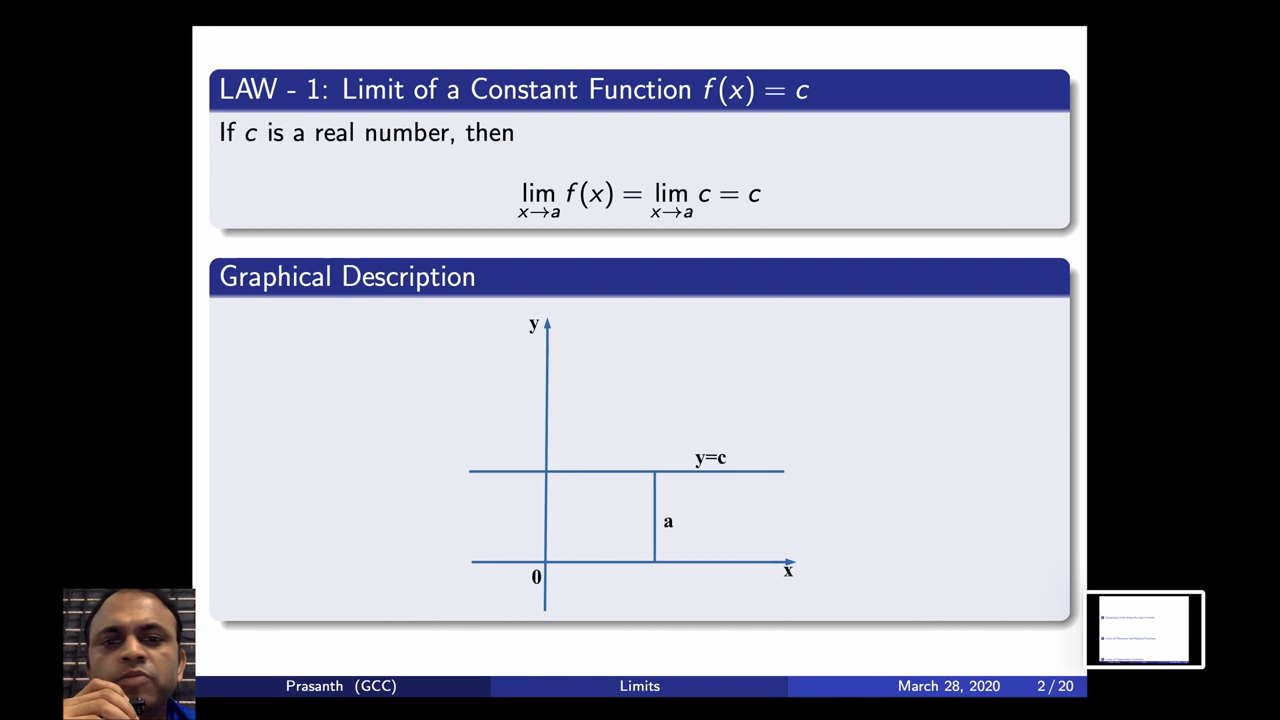 LAW - 1: Limit of a Constant Function f(x) = c
If c is a real number, then
lim x→a f(x) = lim x→a c = c
Graphical Description
y
y=c
a
0
x
Prasanth (GCC) Limits March 28, 2020 2 / 20